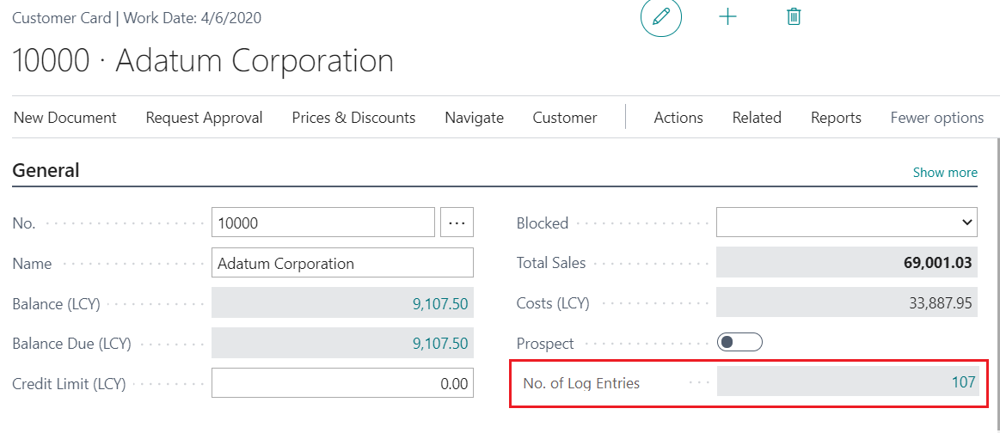 Customer Card | Work Date: 4/6/2020
10000 · Adatum Corporation
New Document Request Approval Prices & Discounts Navigate Customer Actions Related Reports Fewer options
General Show more
No. 10000 ...
Blocked
Name Adatum Corporation
Total Sales 69,001.03
Balance (LCY) 9,107.50
Costs (LCY) 33,887.95
Balance Due (LCY) 9,107.50
Prospect
Credit Limit (LCY) 0.00
No. of Log Entries 107